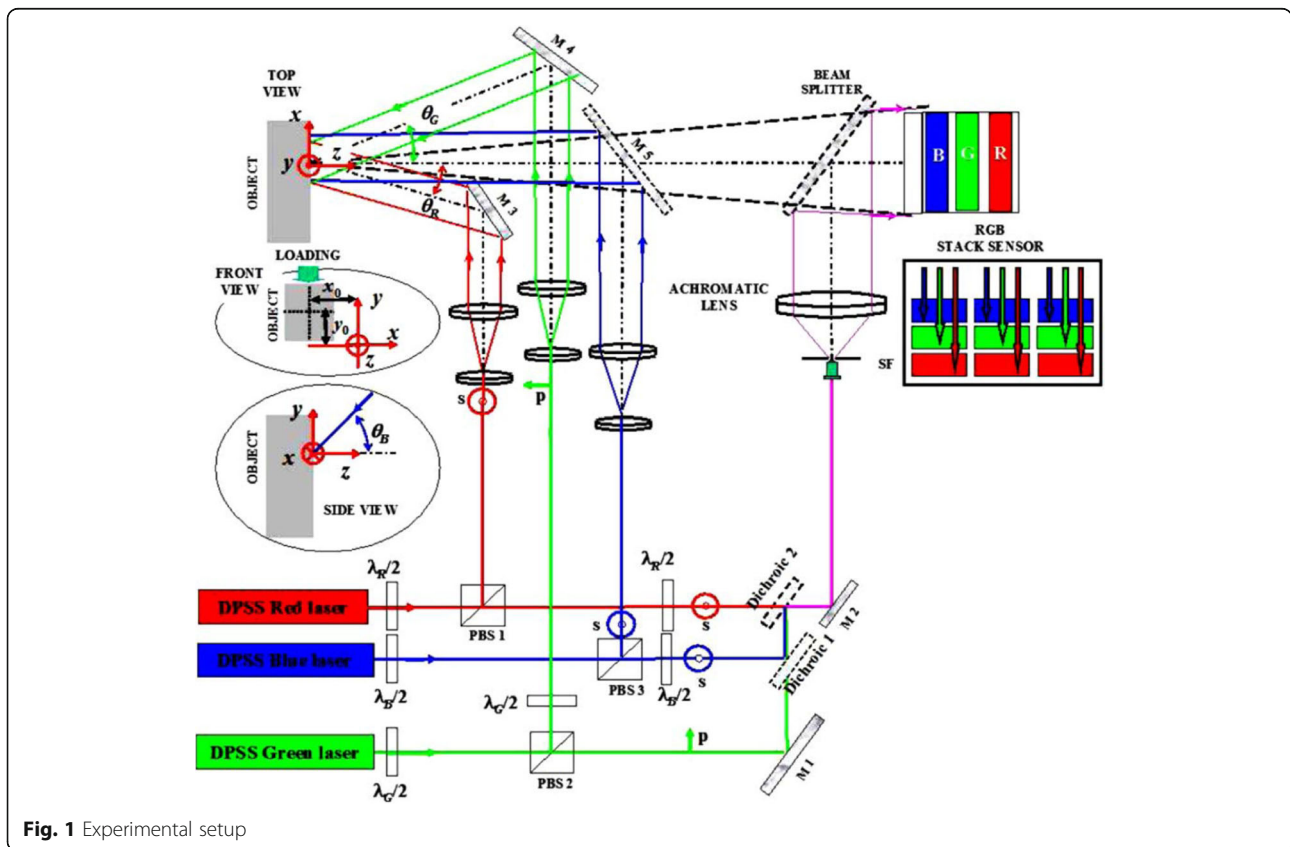 M 4
TOP
VIEW
BEAM
SPLITTER
x
θG
M 5
y
z
OBJECT
B
G
R
θR
M 3
RGB
STACK SENSOR
LOADING
FRONT
VIEW
x0
y
OBJECT
y0
x
z
ACHROMATIC
LENS
SF
s
p
y
θB
OBJECT
x
z
SIDE VIEW
λR/2
λR/2
Dichroic 2
DPSS Red laser
s
M 2
PBS 1
s
DPSS Blue laser
s
Dichroic 1
λB/2
PBS 3
λB/2
λG/2
DPSS Green laser
p
PBS 2
M 1
λG/2
Fig. 1 Experimental setup